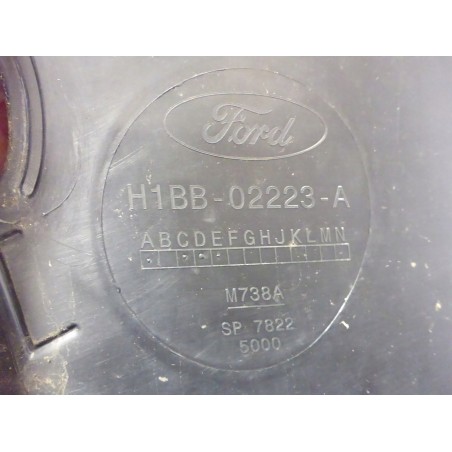 Ford
H1BB-02223-A
ABCDEFGHJKLMN
M738A
SP 7822
5000